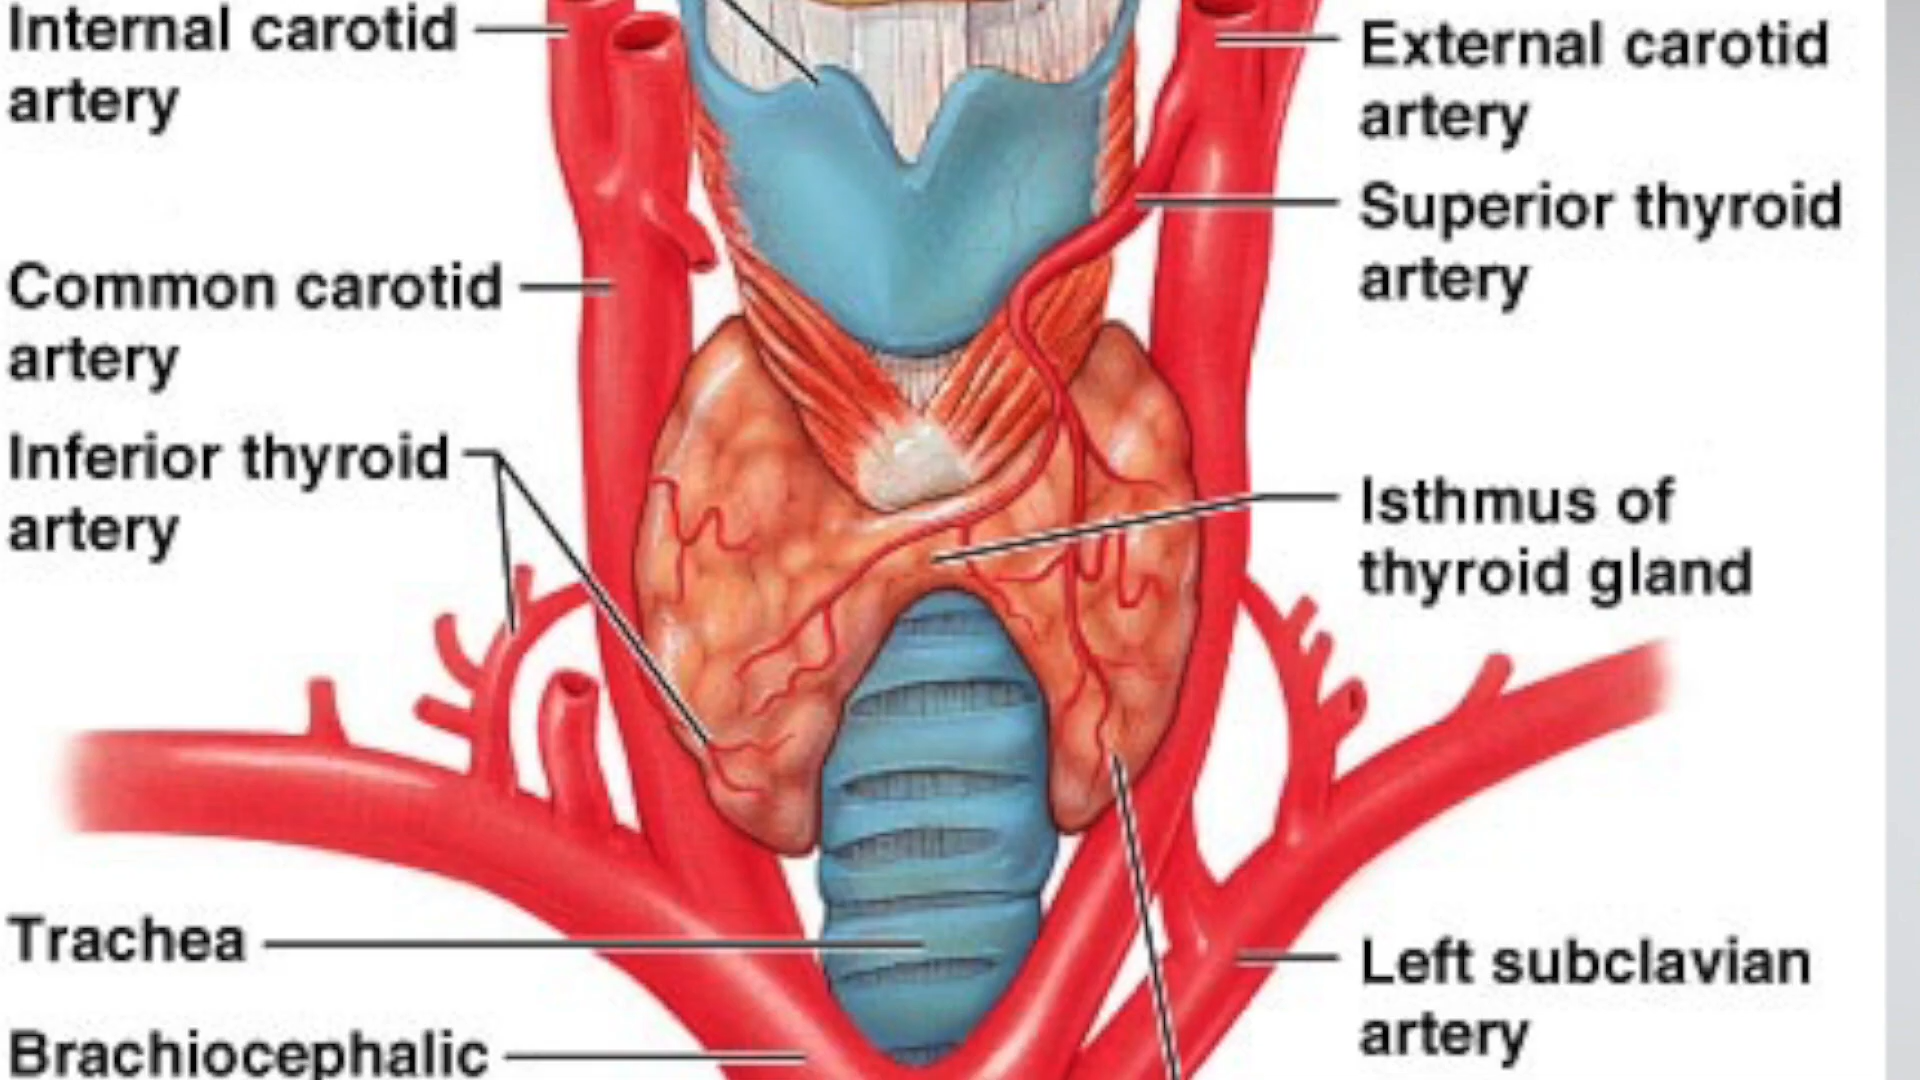 Internal carotid
artery
Common carotid
artery
Inferior thyroid
artery
Trachea
Brachiocephalic
External carotid
artery
Superior thyroid
artery
Isthmus of
thyroid gland
Left subclavian
artery